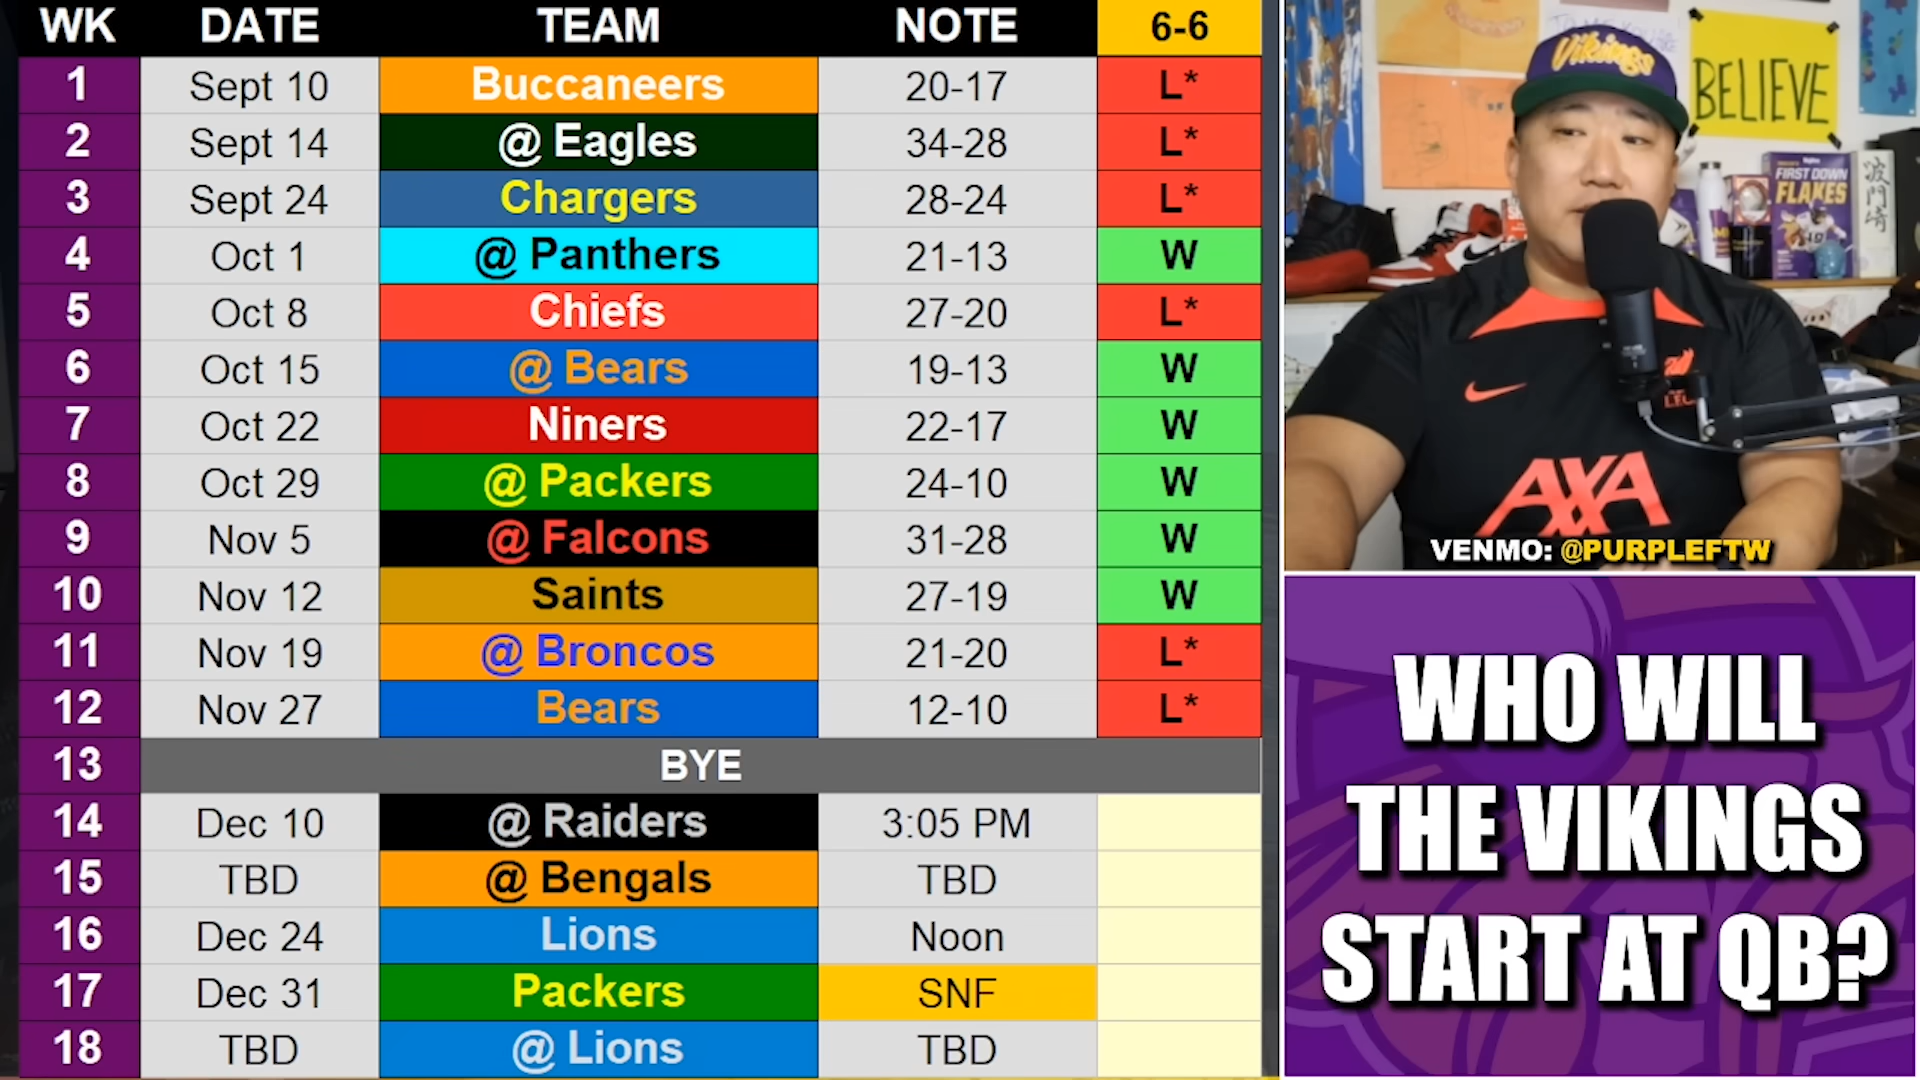 WK DATE TEAM NOTE 6-6
1 Sept 10 Buccaneers 20-17 L*
2 Sept 14 @ Eagles 34-28 L*
3 Sept 24 Chargers 28-24 L*
4 Oct 1 @ Panthers 21-13 W
5 Oct 8 Chiefs 27-20 L*
6 Oct 15 @ Bears 19-13 W
7 Oct 22 Niners 22-17 W
8 Oct 29 @ Packers 24-10 W
9 Nov 5 @ Falcons 31-28 W
10 Nov 12 Saints 27-19 W
11 Nov 19 @ Broncos 21-20 L*
12 Nov 27 Bears 12-10 L*
13 BYE
14 Dec 10 @ Raiders 3:05 PM
15 TBD @ Bengals TBD
16 Dec 24 Lions Noon
17 Dec 31 Packers SNF
18 TBD @ Lions TBD
Vikings
BELIEVE
FIRST DOWN
FLAKES
L.F.C.
AXA
VENMO: @PURPLEFTW
WHO WILL
THE VIKINGS
START AT QB?